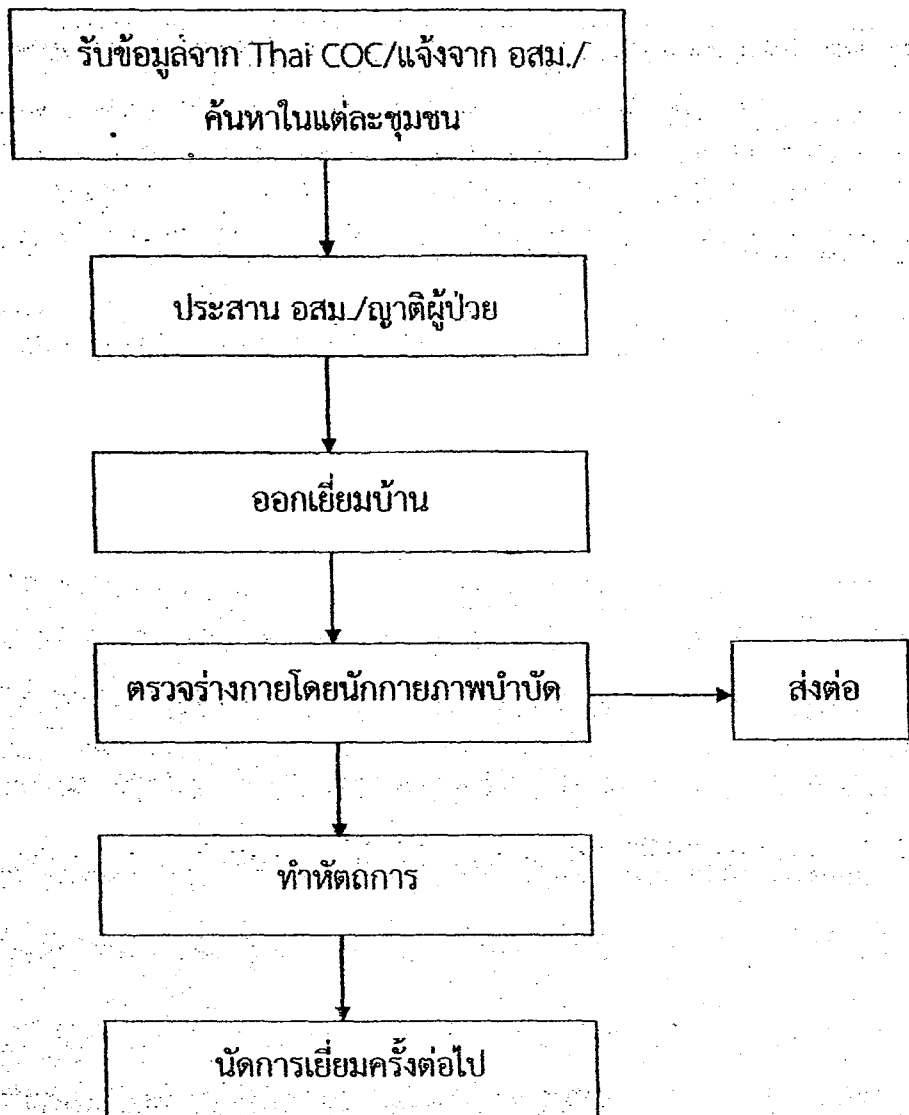 รับข้อมูลจาก Thai COC/แจ้งจาก อสม./
ค้นหาในแต่ละชุมชน
ประสาน อสม./ญาติผู้ป่วย
ออกเยี่ยมบ้าน
ตรวจร่างกายโดยนักกายภาพบำบัด
ส่งต่อ
ทำหัตถการ
นัดการเยี่ยมครั้งต่อไป